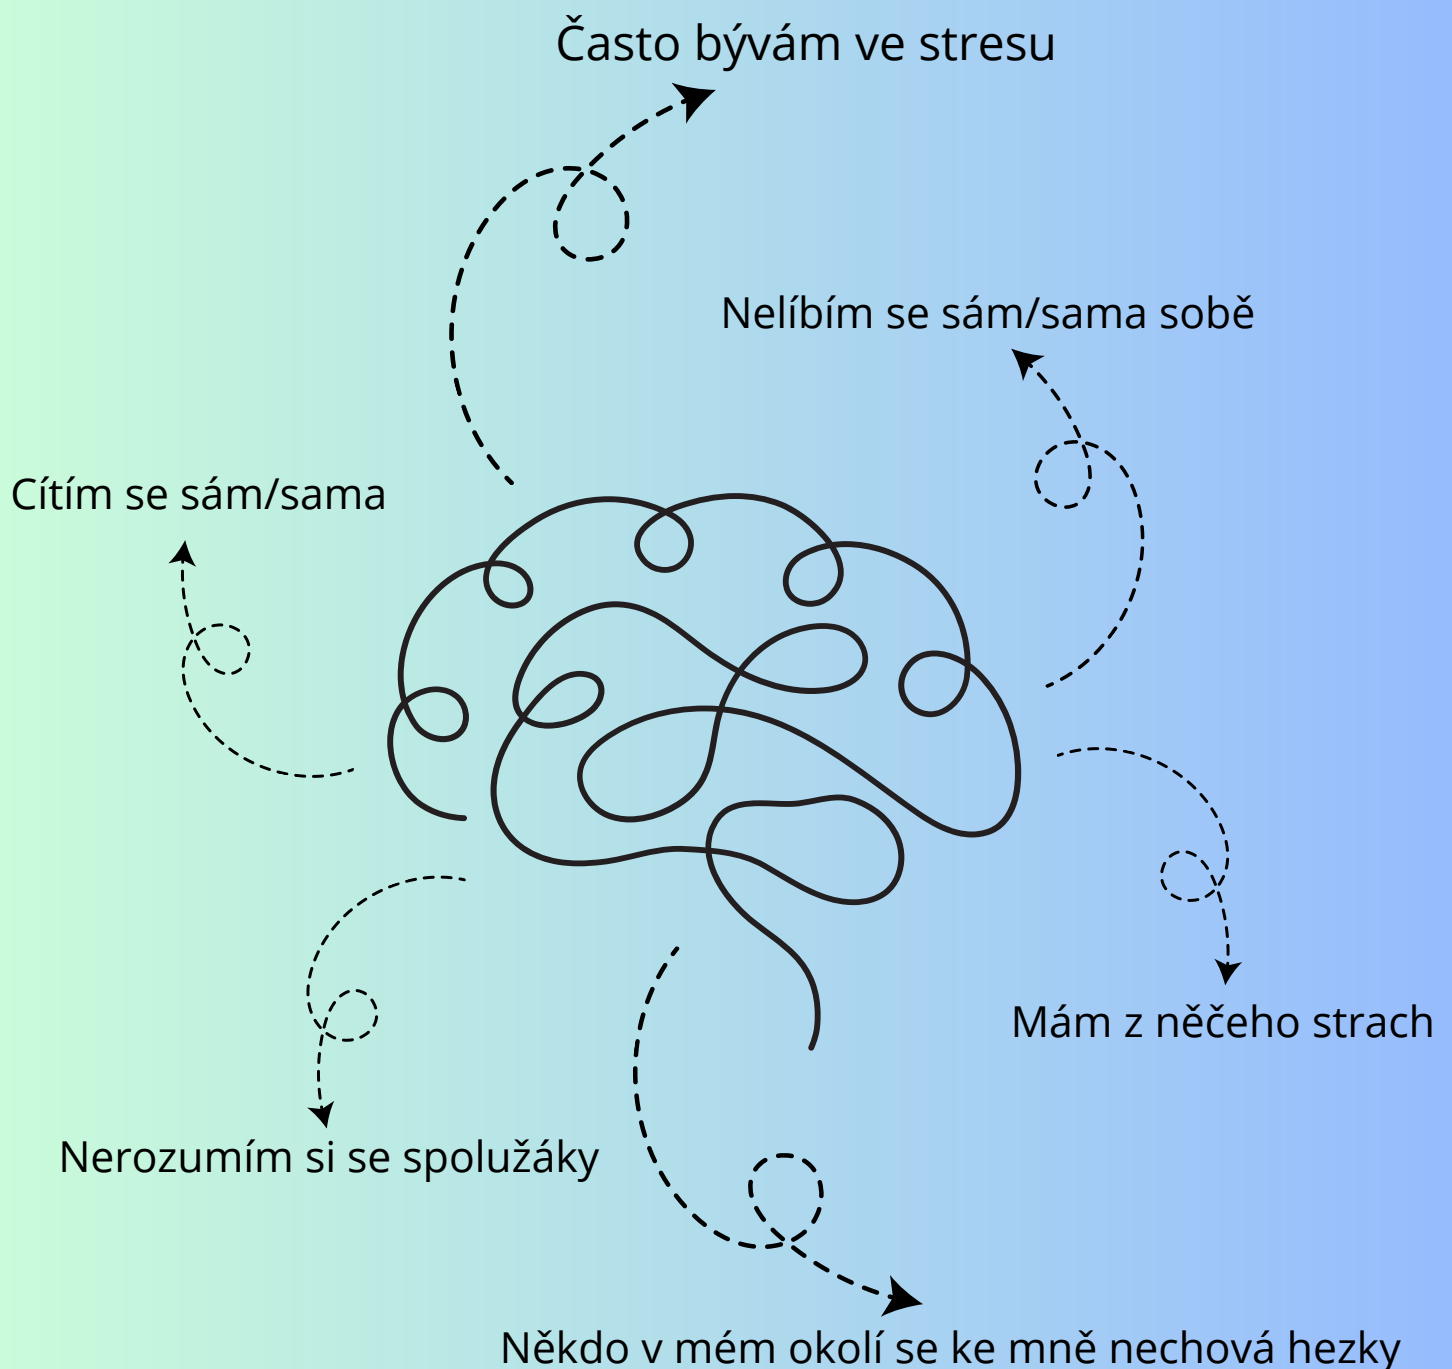 Často bývám ve stresu
Nelíbím se sám/sama sobě
Cítím se sám/sama
Mám z něčeho strach
Nerozumím si se spolužáky
Někdo v mém okolí se ke mně nechová hezky